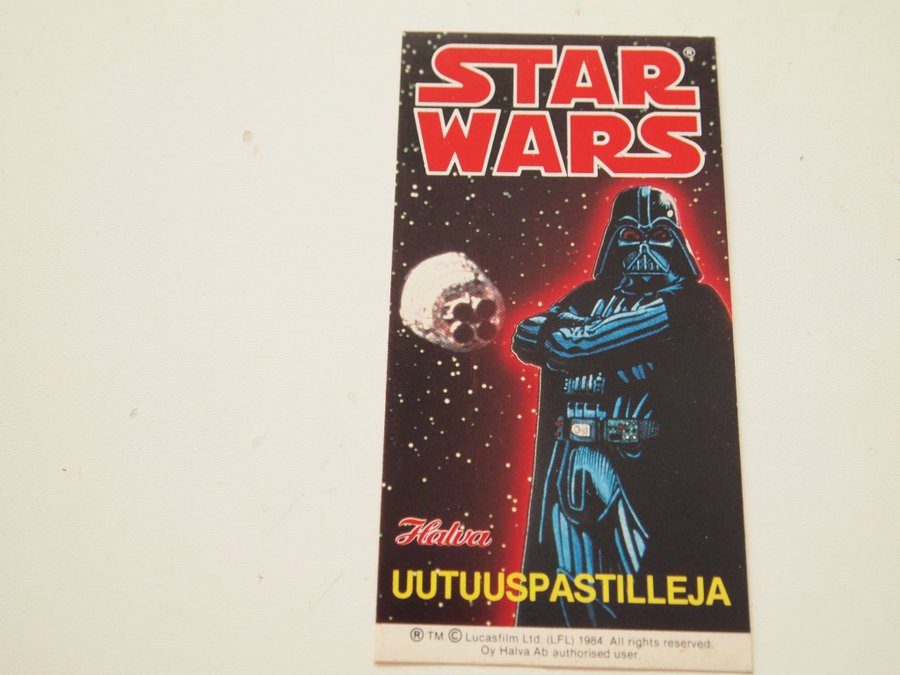 STAR®
WARS
Halva
UUTUUSPASTILLEJA
® TM © Lucasfilm Ltd. (LFL) 1984. All rights reserved.
Oy Halva Ab authorised user.